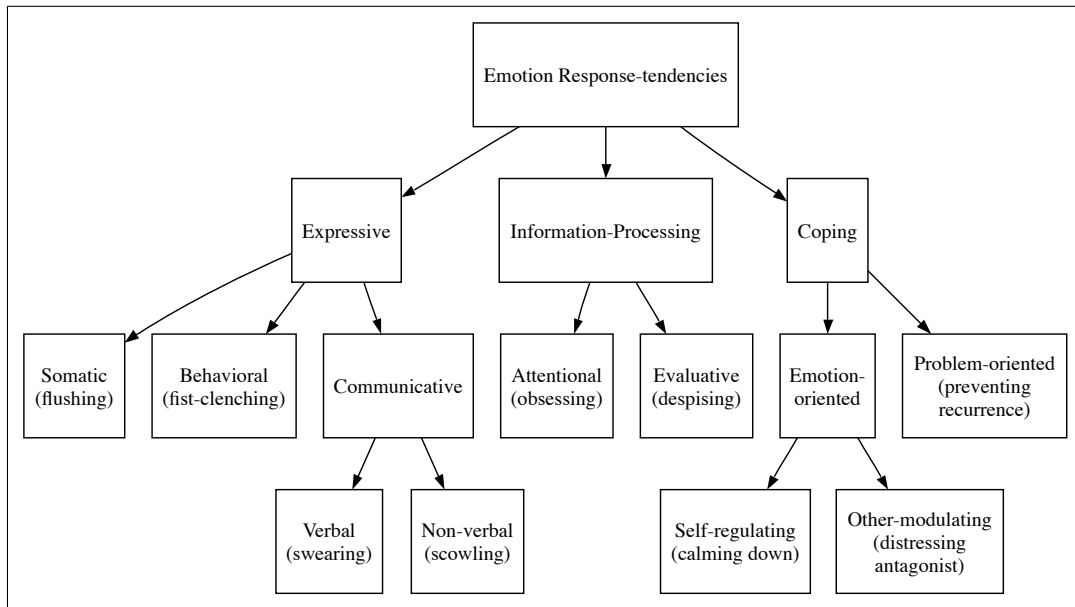 Emotion Response-tendencies
Expressive
Information-Processing
Coping
Somatic
(flushing)
Behavioral
(fist-clenching)
Communicative
Attentional
(obsessing)
Evaluative
(despising)
Emotion-
oriented
Problem-oriented
(preventing
recurrence)
Verbal
(swearing)
Non-verbal
(scowling)
Self-regulating
(calming down)
Other-modulating
(distressing
antagonist)